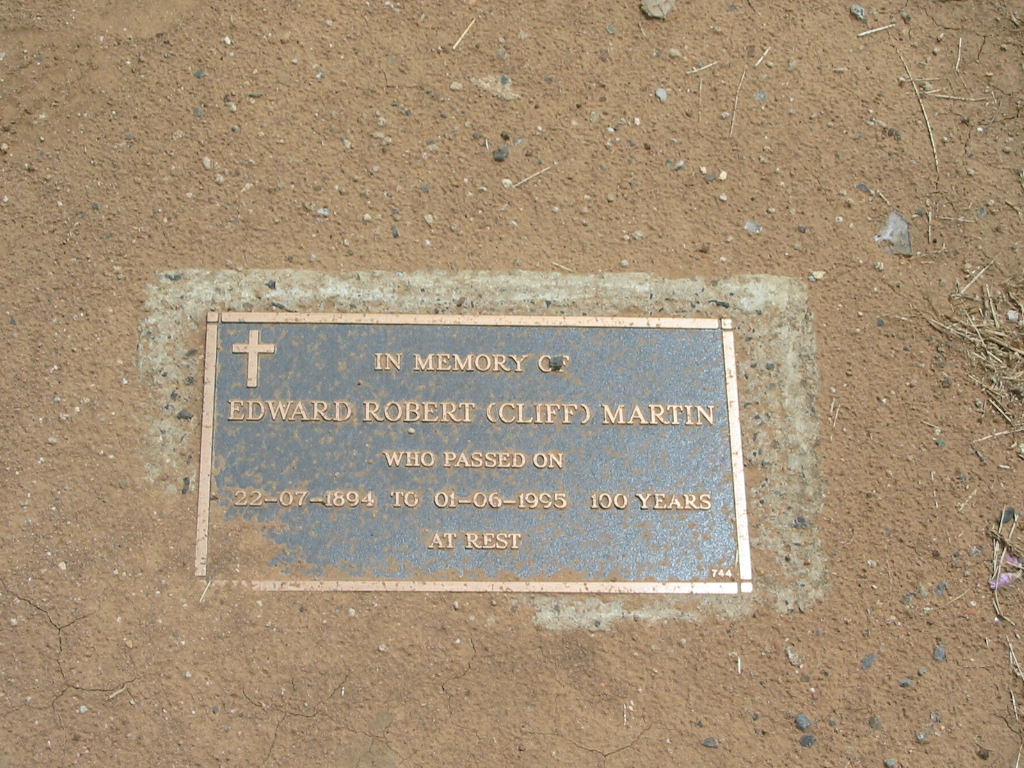 IN MEMORY OF
EDWARD ROBERT (CLIFF) MARTIN
WHO PASSED ON
22-07-1894 TO 01-06-1995 100 YEARS
AT REST
744